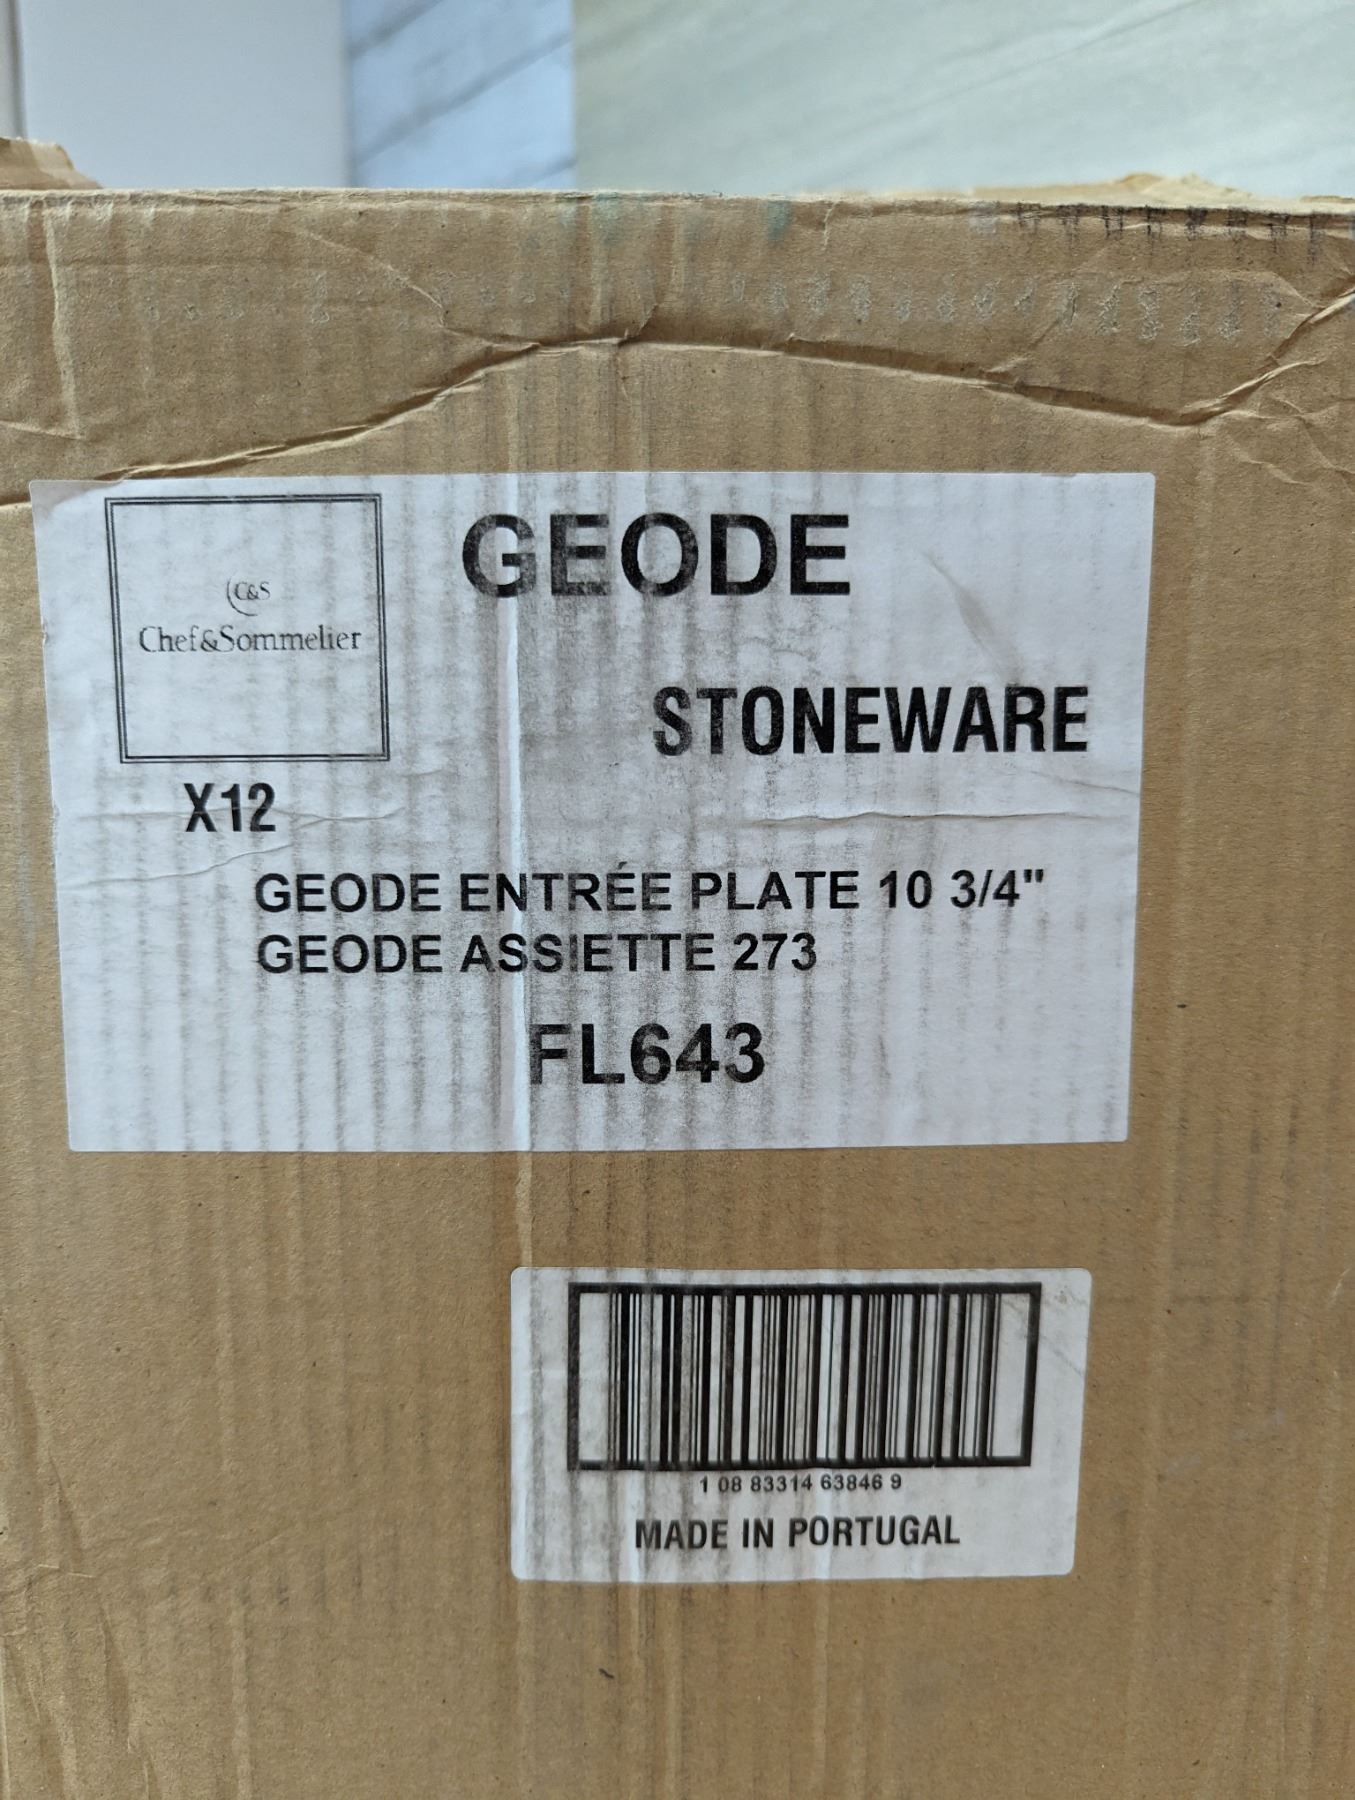 GEODE
C&S
Chef&Sommelier
STONEWARE
X12
GEODE ENTRÉE PLATE 10 3/4"
GEODE ASSIETTE 273
FL643
1 08 83314 63846 9
MADE IN PORTUGAL